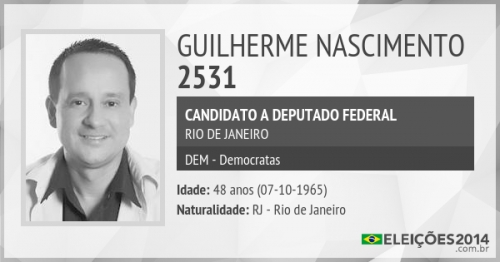 GUILHERME NASCIMENTO
2531
CANDIDATO A DEPUTADO FEDERAL
RIO DE JANEIRO
DEM - Democratas
Idade: 48 anos (07-10-1965)
Naturalidade: RJ - Rio de Janeiro
ELEIÇÕES2014
.com.br